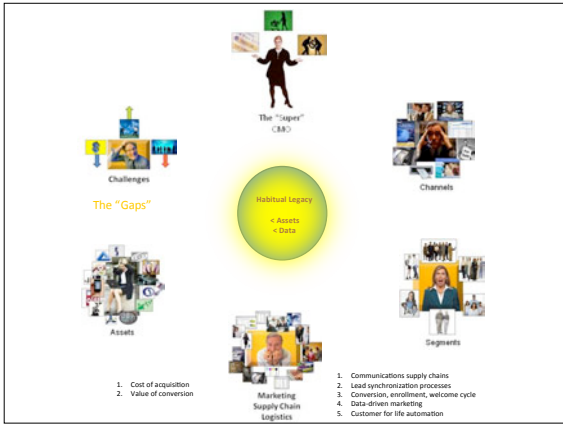 The "Super"
CMO
Challenges
Channels
The "Gaps"
Habitual Legacy
< Assets
< Data
Assets
Segments
Marketing
Supply Chain
Logistics
1. Cost of acquisition
2. Value of conversion
1. Communications supply chains
2. Lead synchronization processes
3. Conversion, enrollment, welcome cycle
4. Data-driven marketing
5. Customer for life automation